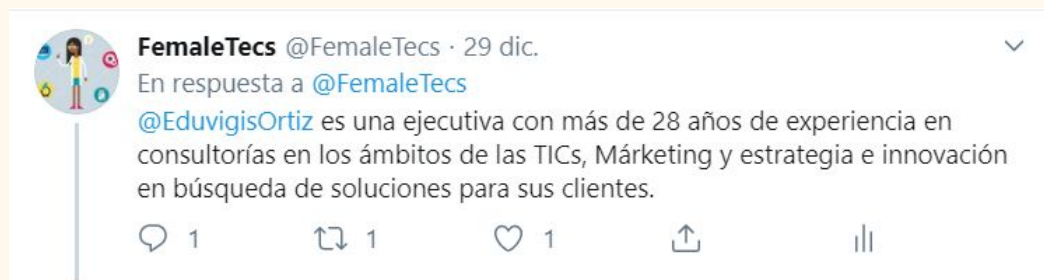 FemaleTecs @FemaleTecs · 29 dic.
En respuesta a @FemaleTecs
@EduvigisOrtiz es una ejecutiva con más de 28 años de experiencia en
consultorías en los ámbitos de las TICs, Márketing y estrategia e innovación
en búsqueda de soluciones para sus clientes.
1 1 1